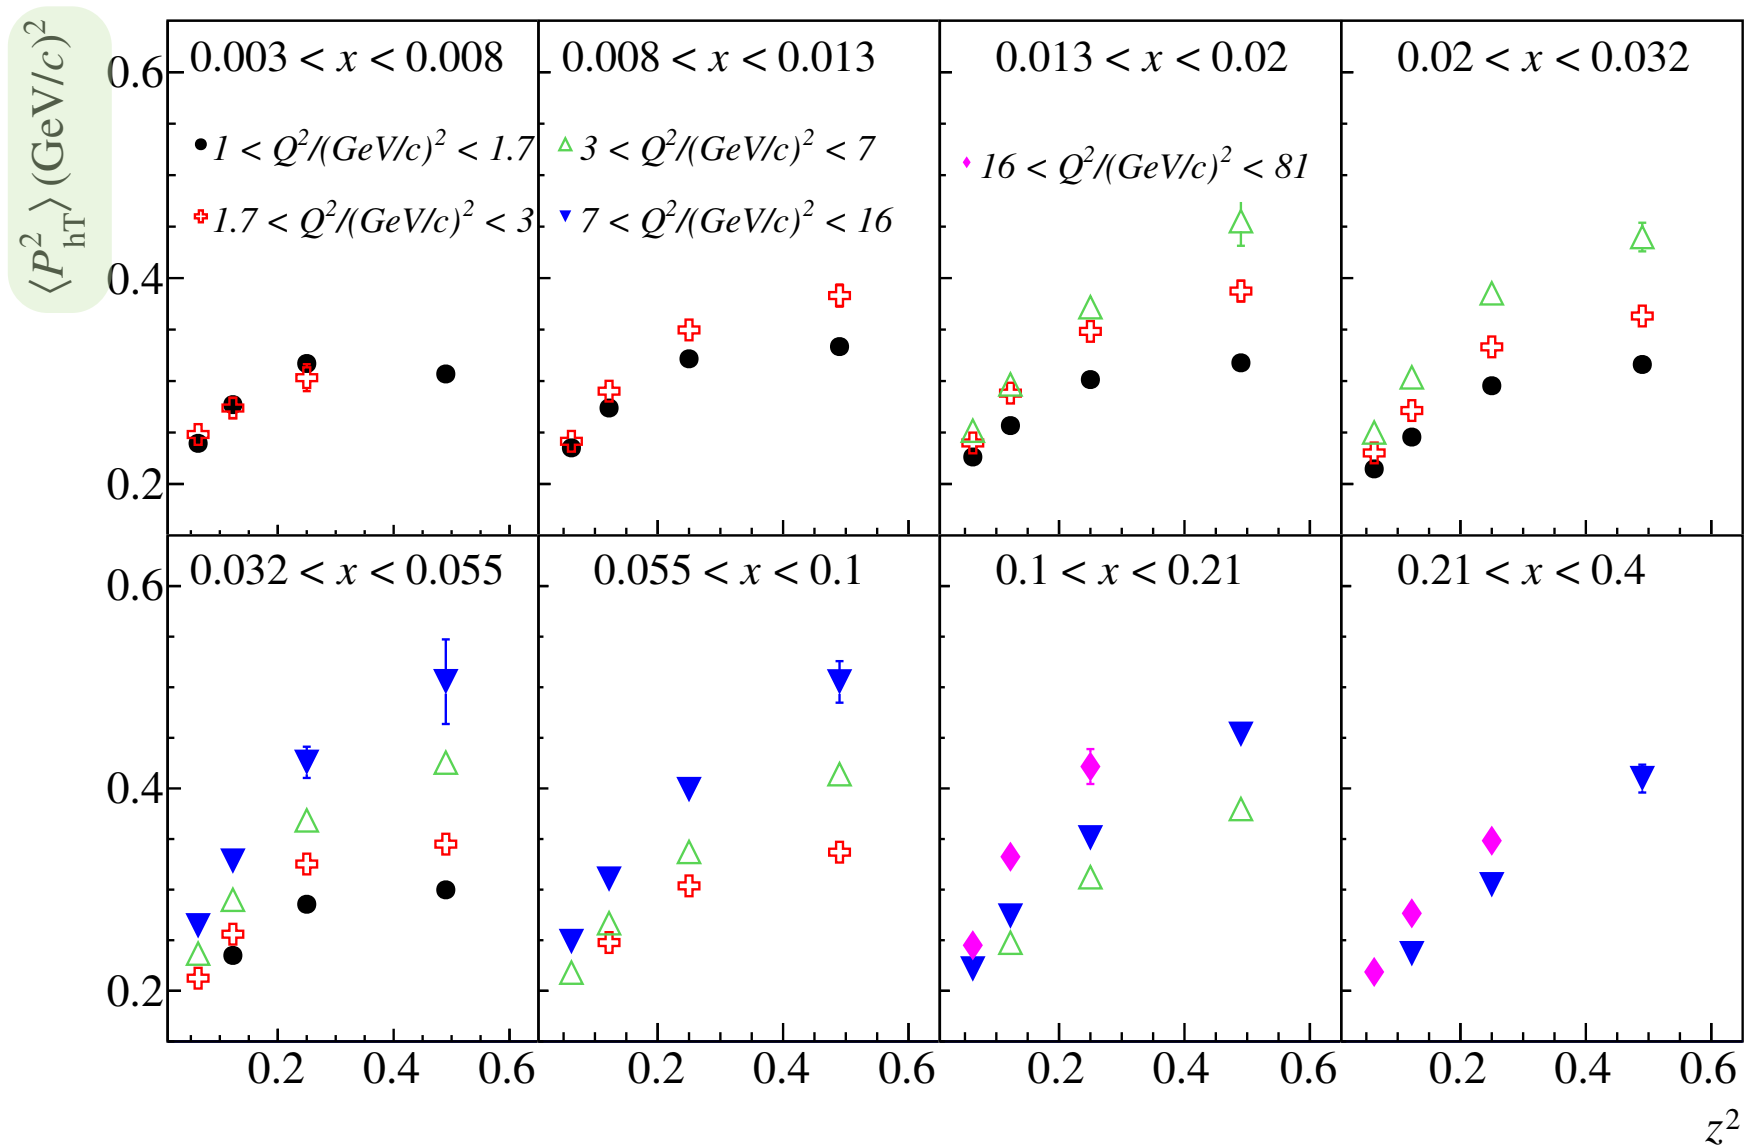 ⟨P²hT⟩ (GeV/c)²
0.003 < x < 0.008
0.008 < x < 0.013
0.013 < x < 0.02
0.02 < x < 0.032
1 < Q²/(GeV/c)² < 1.7
3 < Q²/(GeV/c)² < 7
16 < Q²/(GeV/c)² < 81
1.7 < Q²/(GeV/c)² < 3
7 < Q²/(GeV/c)² < 16
0.6
0.4
0.2
0.032 < x < 0.055
0.055 < x < 0.1
0.1 < x < 0.21
0.21 < x < 0.4
0.6
0.4
0.2
0.2 0.4 0.6 0.2 0.4 0.6 0.2 0.4 0.6 0.2 0.4 0.6
z²